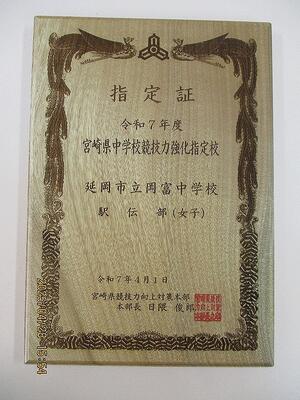 指定証
令和７年度
宮崎県中学校競技力強化指定校
延岡市立岡富中学校
駅伝部(女子)
令和７年４月１日
宮崎県競技力向上対策本部
本部長 日隈俊郎